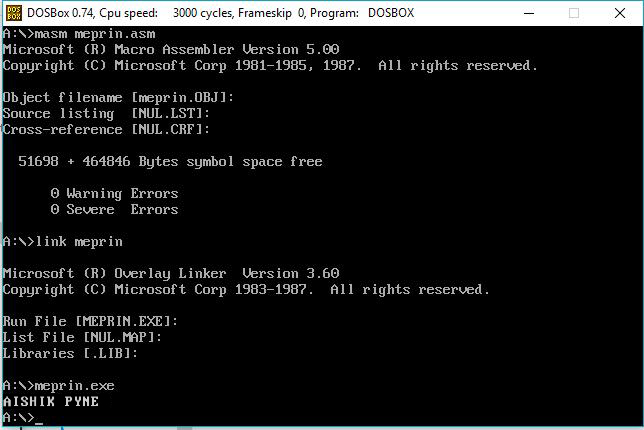 DOS BOX
DOSBox 0.74, Cpu speed: 3000 cycles, Frameskip 0, Program: DOSBOX
A:\>masm meprin.asm
Microsoft (R) Macro Assembler Version 5.00
Copyright (C) Microsoft Corp 1981-1985, 1987.  All rights reserved.
Object filename [meprin.OBJ]:
Source listing  [NUL.LST]:
Cross-reference [NUL.CRF]:
51698 + 464846 Bytes symbol space free
0 Warning Errors
0 Severe  Errors
A:\>link meprin
Microsoft (R) Overlay Linker  Version 3.60
Copyright (C) Microsoft Corp 1983-1987.  All rights reserved.
Run File [MEPRIN.EXE]:
List File [NUL.MAP]:
Libraries [.LIB]:
A:\>meprin.exe
AISHIK PYNE
A:\>_